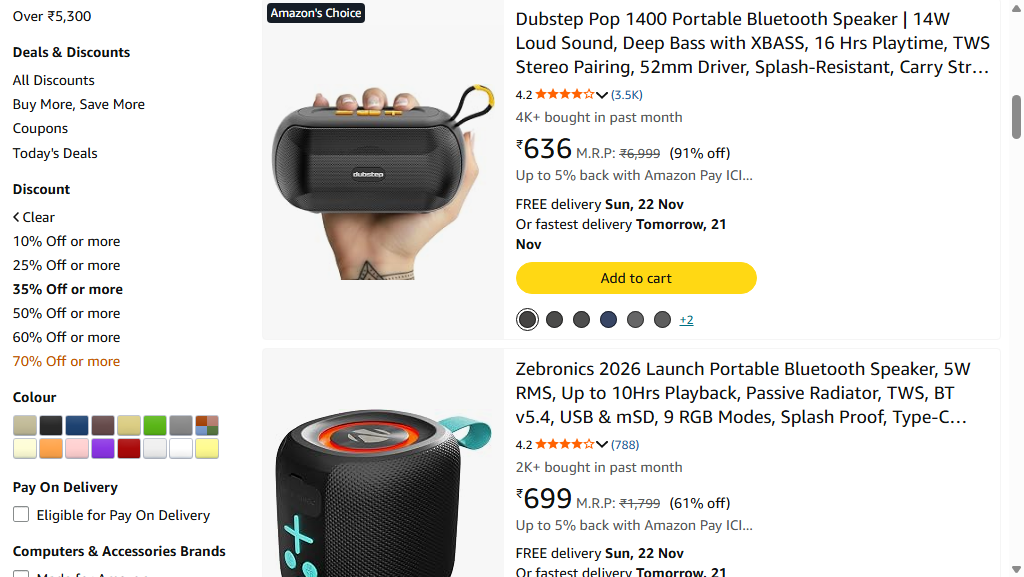 Over ₹5,300
Deals & Discounts
All Discounts
Buy More, Save More
Coupons
Today's Deals
Discount
Clear
10% Off or more
25% Off or more
35% Off or more
50% Off or more
60% Off or more
70% Off or more
Colour
Pay On Delivery
Eligible for Pay On Delivery
Computers & Accessories Brands
Made for Amazon
Amazon's Choice
dubstep
Dubstep Pop 1400 Portable Bluetooth Speaker | 14W
Loud Sound, Deep Bass with XBASS, 16 Hrs Playtime, TWS
Stereo Pairing, 52mm Driver, Splash-Resistant, Carry Str…
4.2 (3.5K)
4K+ bought in past month
₹636 M.R.P: ₹6,999 (91% off)
Up to 5% back with Amazon Pay ICI…
FREE delivery Sun, 22 Nov
Or fastest delivery Tomorrow, 21
Nov
Add to cart
+2
Zebronics 2026 Launch Portable Bluetooth Speaker, 5W
RMS, Up to 10Hrs Playback, Passive Radiator, TWS, BT
v5.4, USB & mSD, 9 RGB Modes, Splash Proof, Type-C…
4.2 (788)
2K+ bought in past month
₹699 M.R.P: ₹1,799 (61% off)
Up to 5% back with Amazon Pay ICI…
FREE delivery Sun, 22 Nov
Or fastest delivery Tomorrow, 21